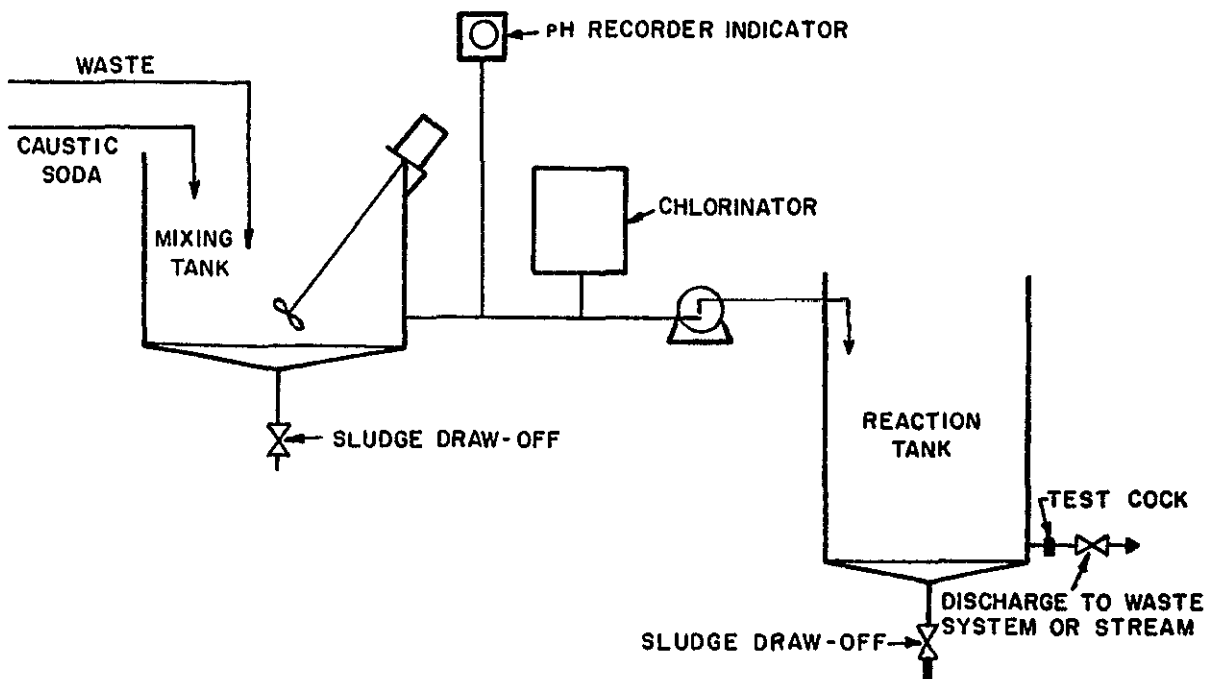 pH RECORDER INDICATOR
WASTE
CAUSTIC
SODA
CHLORINATOR
MIXING
TANK
REACTION
TANK
SLUDGE DRAW-OFF
TEST COCK
DISCHARGE TO WASTE
SYSTEM OR STREAM
SLUDGE DRAW-OFF